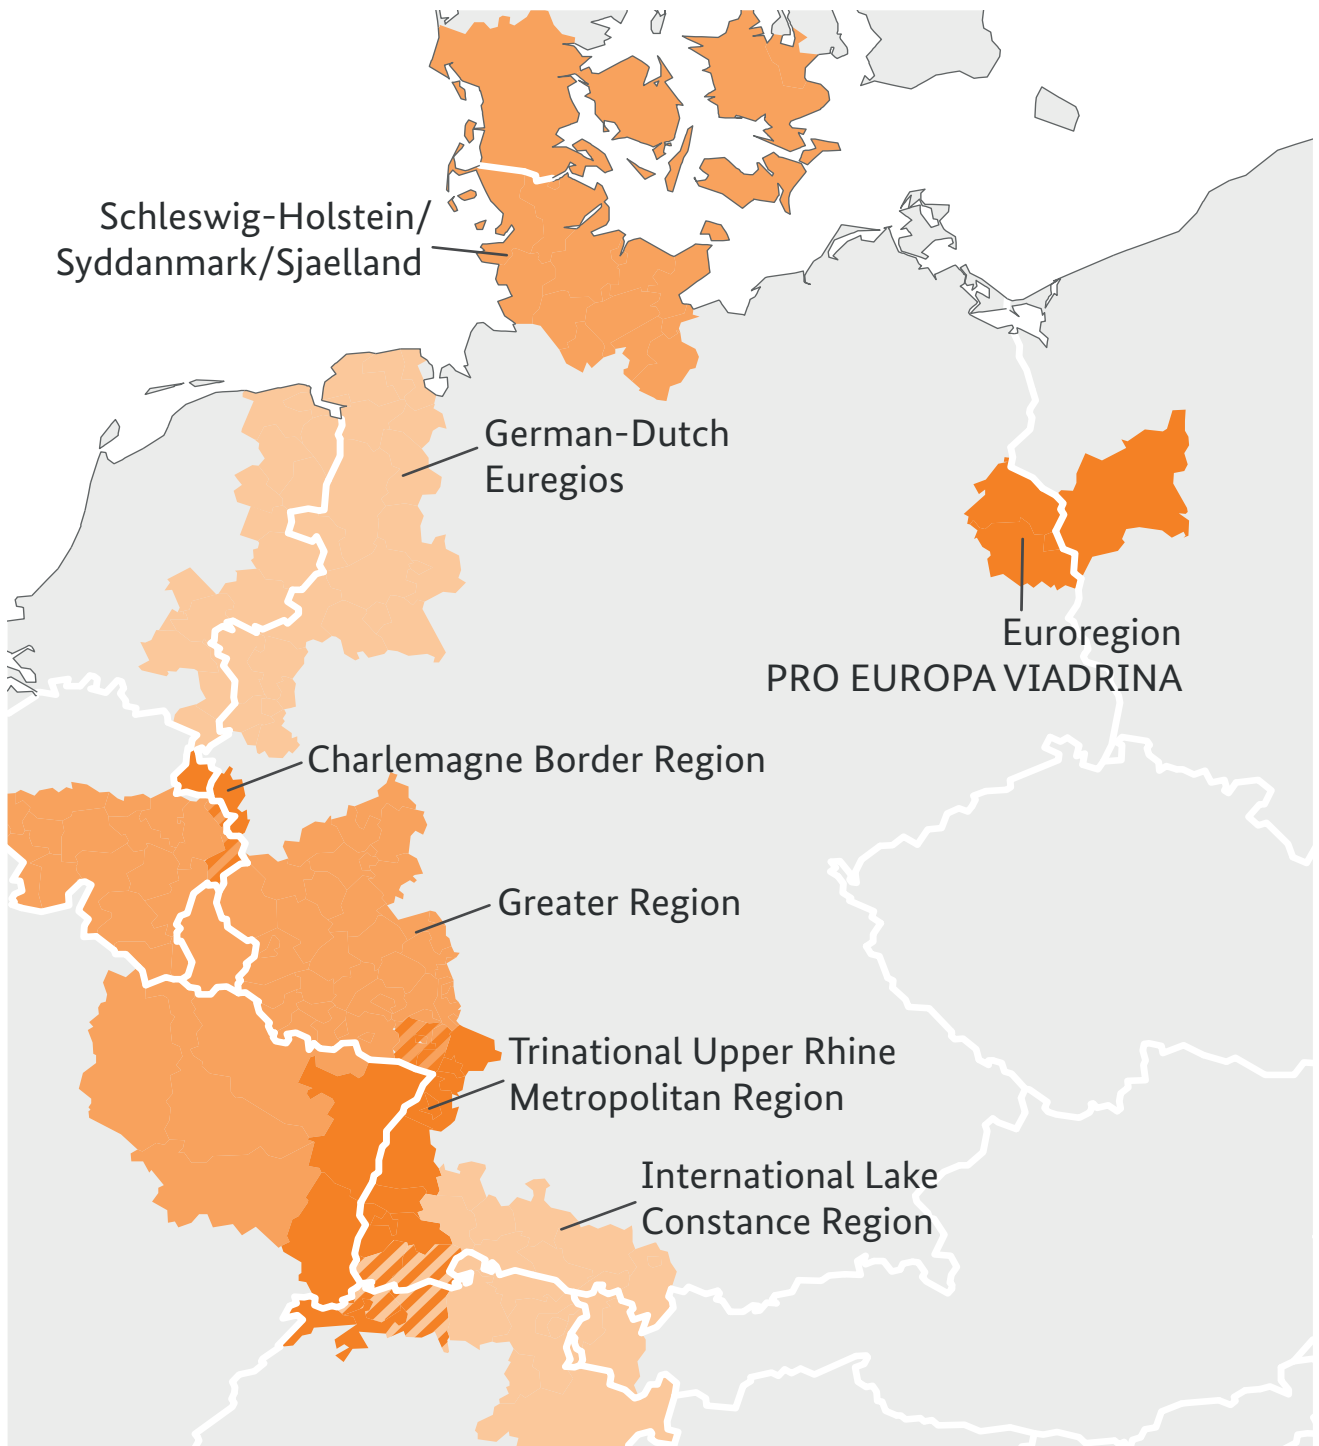 Schleswig-Holstein/
Syddanmark/Sjaelland
German-Dutch
Euregios
Euroregion
PRO EUROPA VIADRINA
Charlemagne Border Region
Greater Region
Trinational Upper Rhine
Metropolitan Region
International Lake
Constance Region